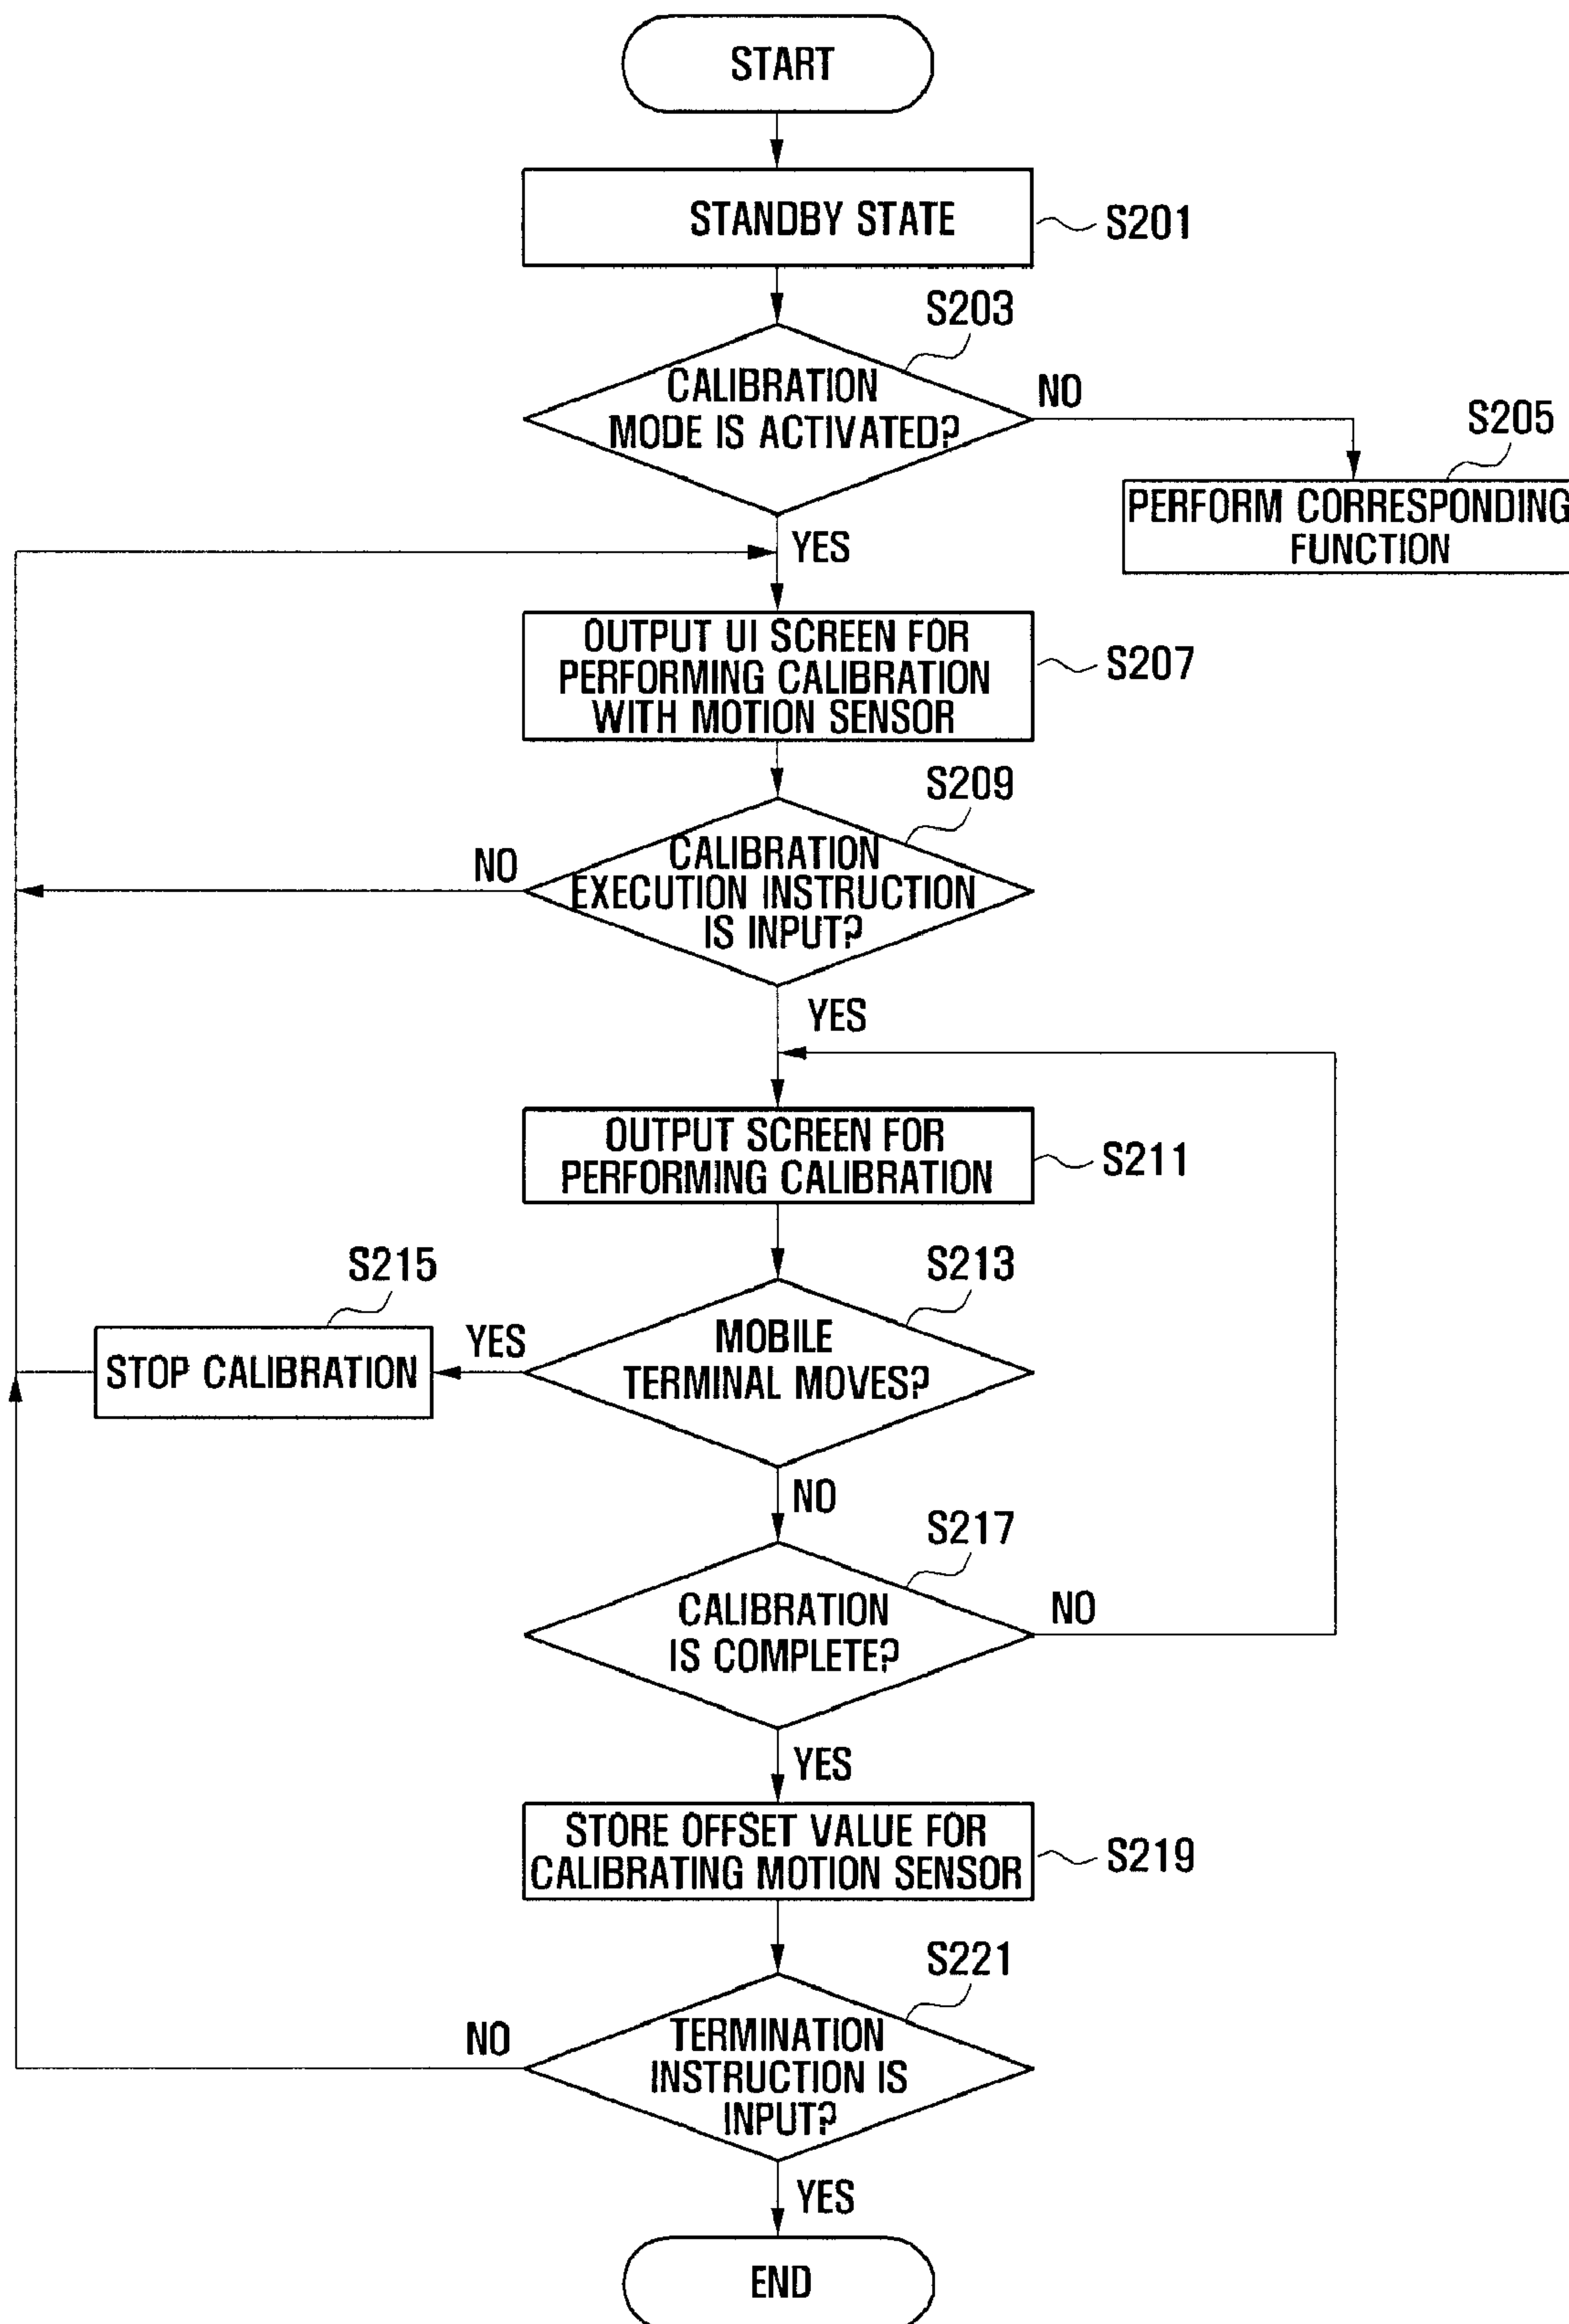 START
STANDBY STATE
S201
S203
CALIBRATION
MODE IS ACTIVATED?
NO
S205
PERFORM CORRESPONDING
FUNCTION
YES
OUTPUT UI SCREEN FOR
PERFORMING CALIBRATION
WITH MOTION SENSOR
S207
S209
CALIBRATION
EXECUTION INSTRUCTION
IS INPUT?
NO
YES
OUTPUT SCREEN FOR
PERFORMING CALIBRATION
S211
S213
MOBILE
TERMINAL MOVES?
YES
S215
STOP CALIBRATION
NO
S217
CALIBRATION
IS COMPLETE?
NO
YES
STORE OFFSET VALUE FOR
CALIBRATING MOTION SENSOR
S219
S221
TERMINATION
INSTRUCTION IS
INPUT?
NO
YES
END